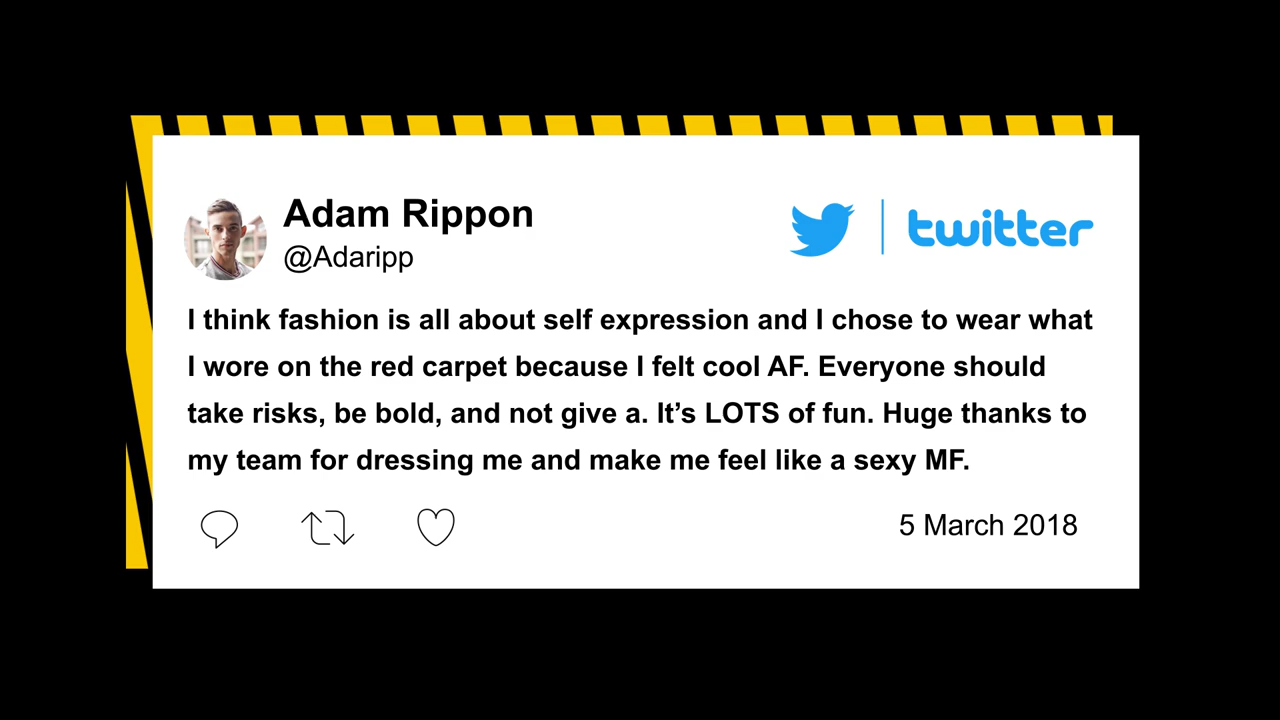 Adam Rippon
@Adaripp
twitter
I think fashion is all about self expression and I chose to wear what
I wore on the red carpet because I felt cool AF. Everyone should
take risks, be bold, and not give a. It’s LOTS of fun. Huge thanks to
my team for dressing me and make me feel like a sexy MF.
5 March 2018